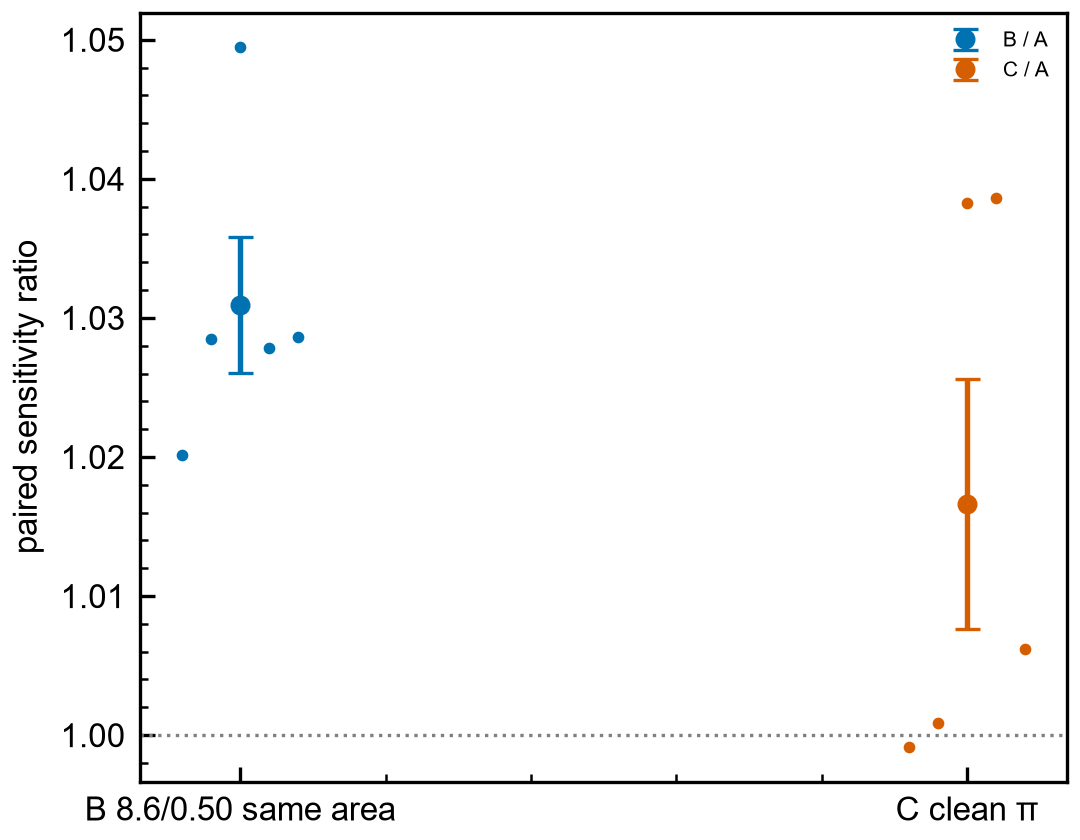 1.05
1.04
1.03
1.02
1.01
1.00
paired sensitivity ratio
B / A
C / A
B 8.6/0.50 same area
C clean π